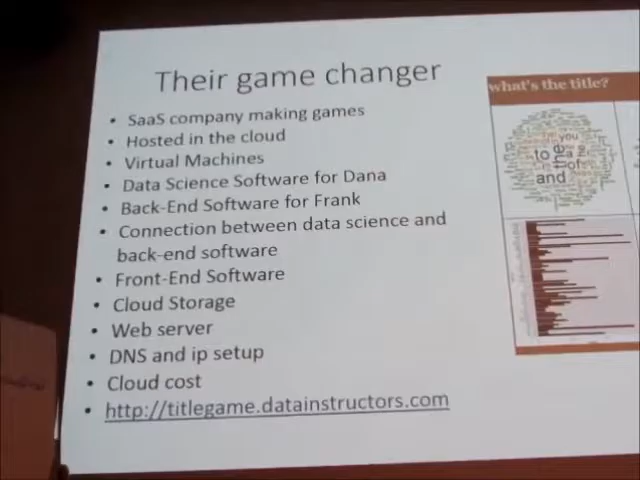 Their game changer
• SaaS company making games
• Hosted in the cloud
• Virtual Machines
• Data Science Software for Dana
• Back-End Software for Frank
• Connection between data science and
back-end software
• Front-End Software
• Cloud Storage
• Web server
• DNS and ip setup
• Cloud cost
• http://titlegame.datainstructors.com
what's the title?
you
to
the
of
he
and